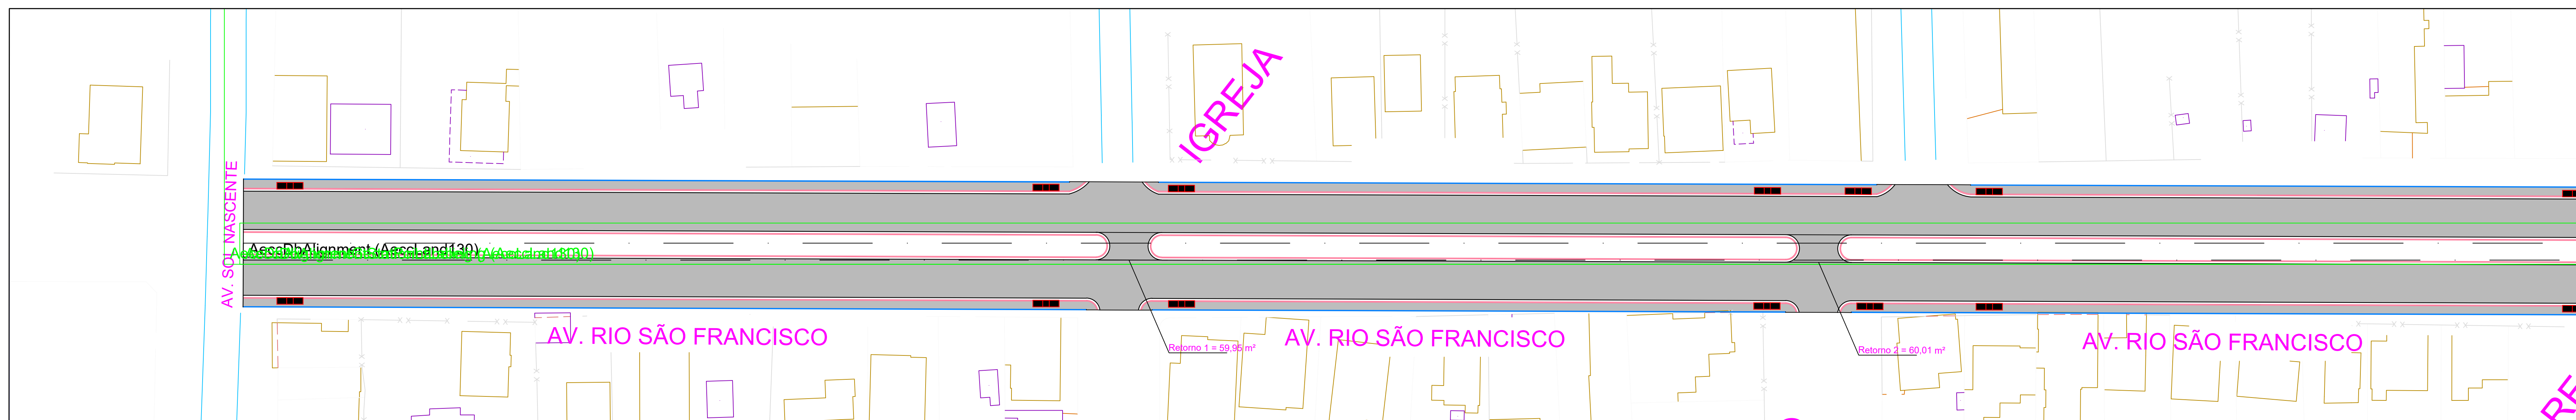 IGREJA
AV. SOL NASCENTE
AeccDbAlignment (AeccLand130)
AV. RIO SÃO FRANCISCO
AV. RIO SÃO FRANCISCO
AV. RIO SÃO FRANCISCO
Retorno 1 = 59,95 m²
Retorno 2 = 60,01 m²
RE